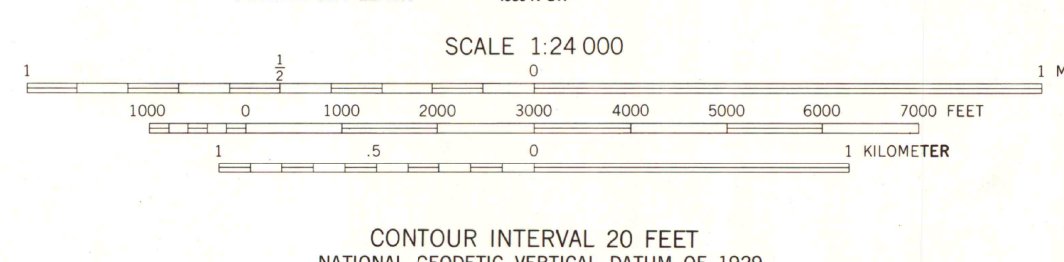 SCALE 1:24 000
1 1/2 0 1
1000 0 1000 2000 3000 4000 5000 6000 7000 FEET
1 .5 0 1 KILOMETER
CONTOUR INTERVAL 20 FEET
NATIONAL GEODETIC VERTICAL DATUM OF 1929